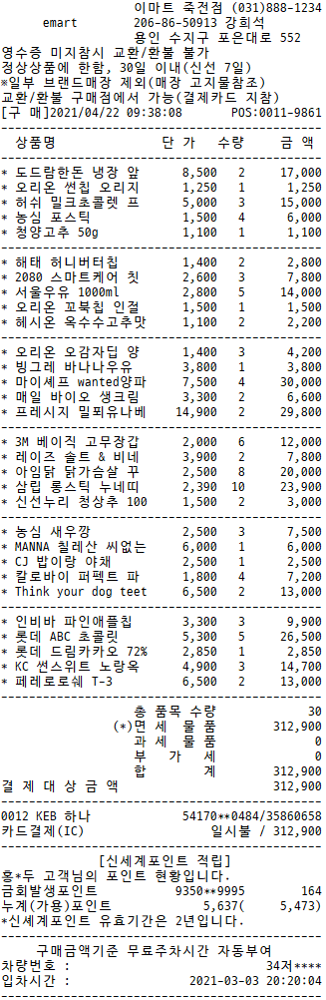 이마트 죽전점 (031)888-1234
emart 206-86-50913 강희석
용인 수지구 포은대로 552
영수증 미지참시 교환/환불 불가
정상상품에 한함, 30일 이내(신선 7일)
※일부 브랜드매장 제외(매장 고지물참조)
교환/환불 구매점에서 가능(결제카드 지참)
[구 매]2021/04/22 09:38:08 POS:0011-9861
상품명 단 가 수량 금 액
* 도드람한돈 냉장 앞 8,500 2 17,000
* 오리온 썬칩 오리지 1,250 1 1,250
* 허쉬 밀크초콜렛 프 5,000 3 15,000
* 농심 포스틱 1,500 4 6,000
* 청양고추 50g 1,100 1 1,100
* 해태 허니버터칩 1,400 2 2,800
* 2080 스마트케어 칫 2,600 3 7,800
* 서울우유 1000ml 2,800 5 14,000
* 오리온 꼬북칩 인절 1,500 1 1,500
* 헤시온 옥수수고추맛 1,100 2 2,200
* 오리온 오감자딥 양 1,400 3 4,200
* 빙그레 바나나우유 3,800 1 3,800
* 마이셰프 wanted양파 7,500 4 30,000
* 매일 바이오 생크림 3,300 2 6,600
* 프레시지 밀푀유나베 14,900 2 29,800
* 3M 베이직 고무장갑 2,000 6 12,000
* 레이즈 솔트 & 비네 3,900 2 7,800
* 아임닭 닭가슴살 꾸 2,500 8 20,000
* 삼립 롱스틱 누네띠 2,390 10 23,900
* 신선누리 청상추 100 1,500 2 3,000
* 농심 새우깡 2,500 3 7,500
* MANNA 칠레산 씨없는 6,000 1 6,000
* CJ 밥이랑 야채 2,500 1 2,500
* 칼로바이 퍼펙트 파 1,800 4 7,200
* Think your dog teet 6,500 2 13,000
* 인비바 파인애플칩 3,300 3 9,900
* 롯데 ABC 초콜릿 5,300 5 26,500
* 롯데 드림카카오 72% 2,850 1 2,850
* KC 썬스위트 노랑옥 4,900 3 14,700
* 페레로로쉐 T-3 6,500 2 13,000
총 품목 수량 30
(*)면 세 물 품 312,900
과 세 물 품 0
부 가 세 0
합 계 312,900
결 제 대 상 금 액 312,900
0012 KEB 하나 54170**0484/35860658
카드결제(IC) 일시불 / 312,900
[신세계포인트 적립]
홍*두 고객님의 포인트 현황입니다.
금회발생포인트 9350**9995 164
누계(가용)포인트 5,637( 5,473)
*신세계포인트 유효기간은 2년입니다.
구매금액기준 무료주차시간 자동부여
차량번호 : 34저****
입차시간 : 2021-03-03 20:20:04